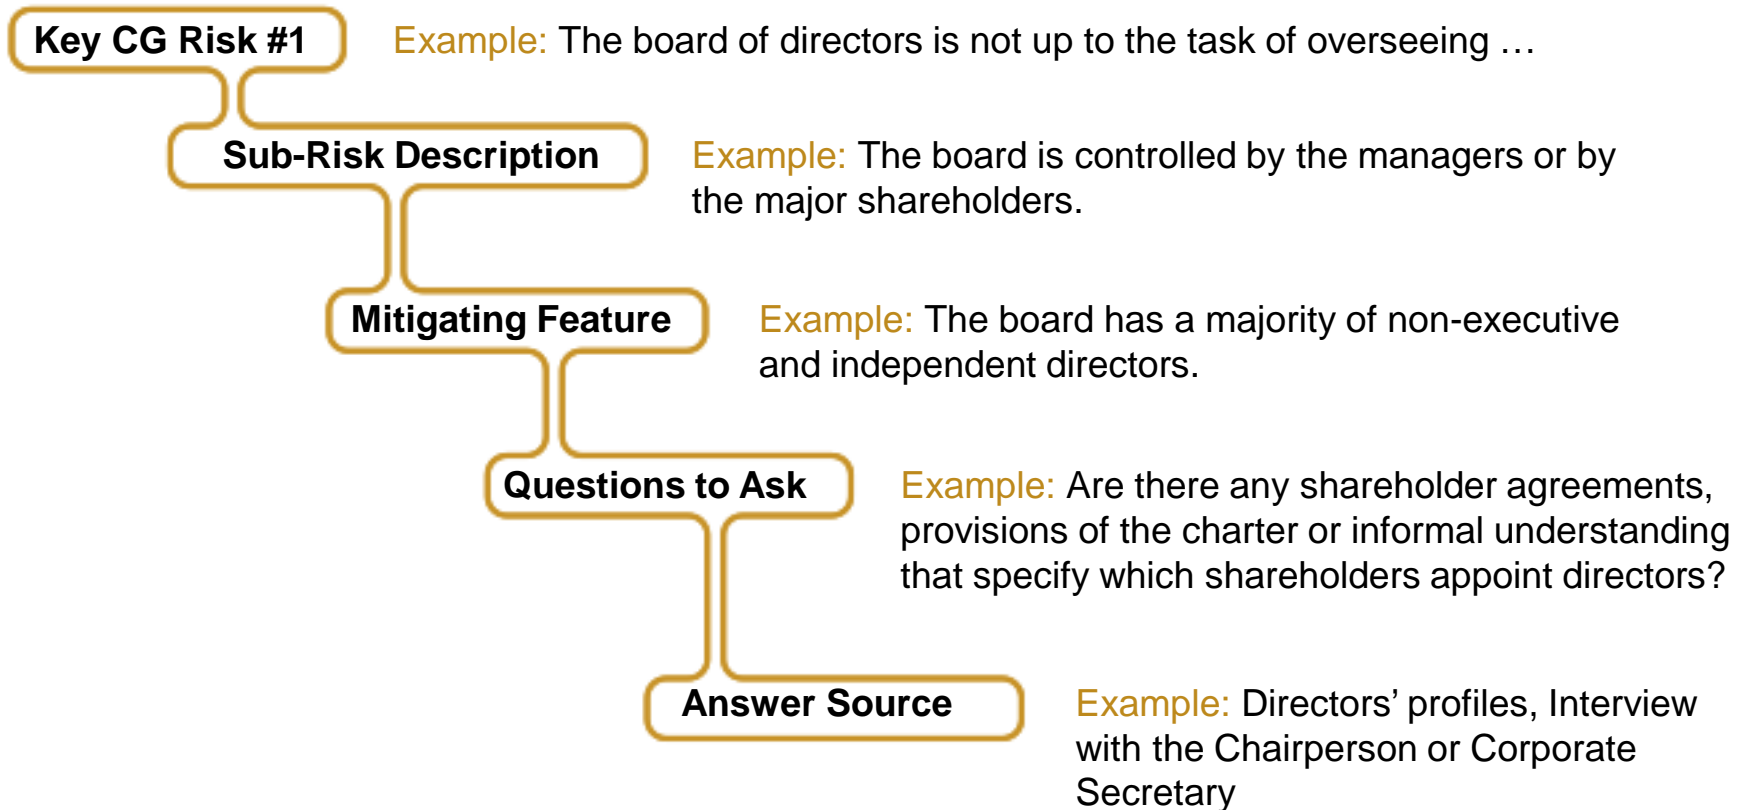 Key CG Risk #1
Example: The board of directors is not up to the task of overseeing …
Sub-Risk Description
Example: The board is controlled by the managers or by
the major shareholders.
Mitigating Feature
Example: The board has a majority of non-executive
and independent directors.
Questions to Ask
Example: Are there any shareholder agreements,
provisions of the charter or informal understanding
that specify which shareholders appoint directors?
Answer Source
Example: Directors’ profiles, Interview
with the Chairperson or Corporate
Secretary